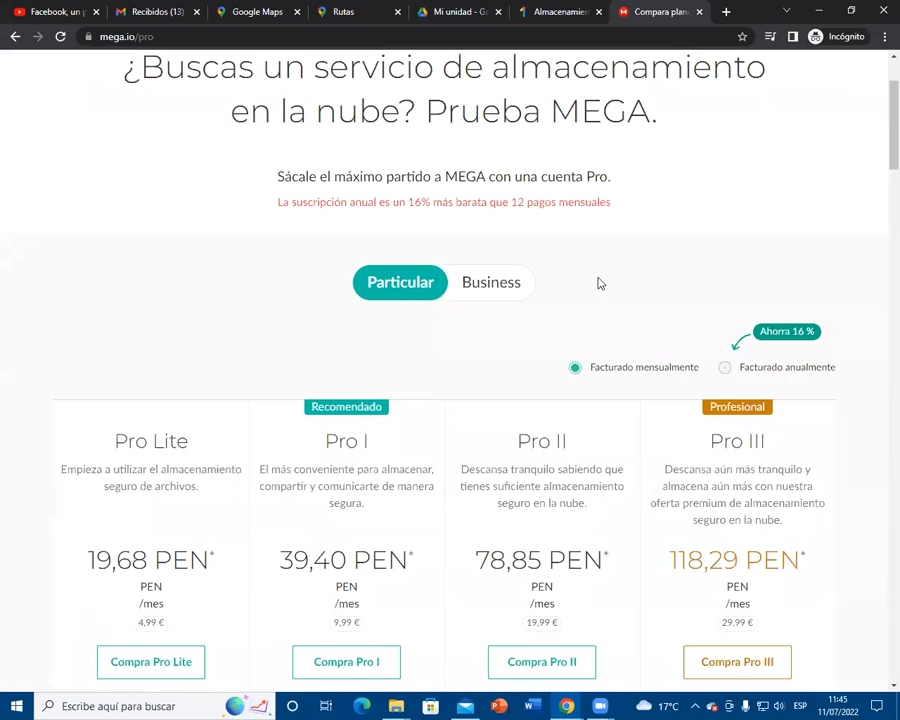 Facebook, un p
Recibidos (13)
Google Maps
Rutas
Mi unidad - Go
Almacenamien
Compara plane
mega.io/pro
Incógnito
¿Buscas un servicio de almacenamiento
en la nube? Prueba MEGA.
Sácale el máximo partido a MEGA con una cuenta Pro.
La suscripción anual es un 16% más barata que 12 pagos mensuales
Particular
Business
Ahorra 16 %
Facturado mensualmente
Facturado anualmente
Recomendado
Profesional
Pro Lite
Empieza a utilizar el almacenamiento
seguro de archivos.
19,68 PEN*
PEN
/mes
4,99 €
Compra Pro Lite
Pro I
El más conveniente para almacenar,
compartir y comunicarte de manera
segura.
39,40 PEN*
PEN
/mes
9,99 €
Compra Pro I
Pro II
Descansa tranquilo sabiendo que
tienes suficiente almacenamiento
seguro en la nube.
78,85 PEN*
PEN
/mes
19,99 €
Compra Pro II
Pro III
Descansa aún más tranquilo y
almacena aún más con nuestra
oferta premium de almacenamiento
seguro en la nube.
118,29 PEN*
PEN
/mes
29,99 €
Compra Pro III
Escribe aquí para buscar
17°C
ESP
11:45
11/07/2022